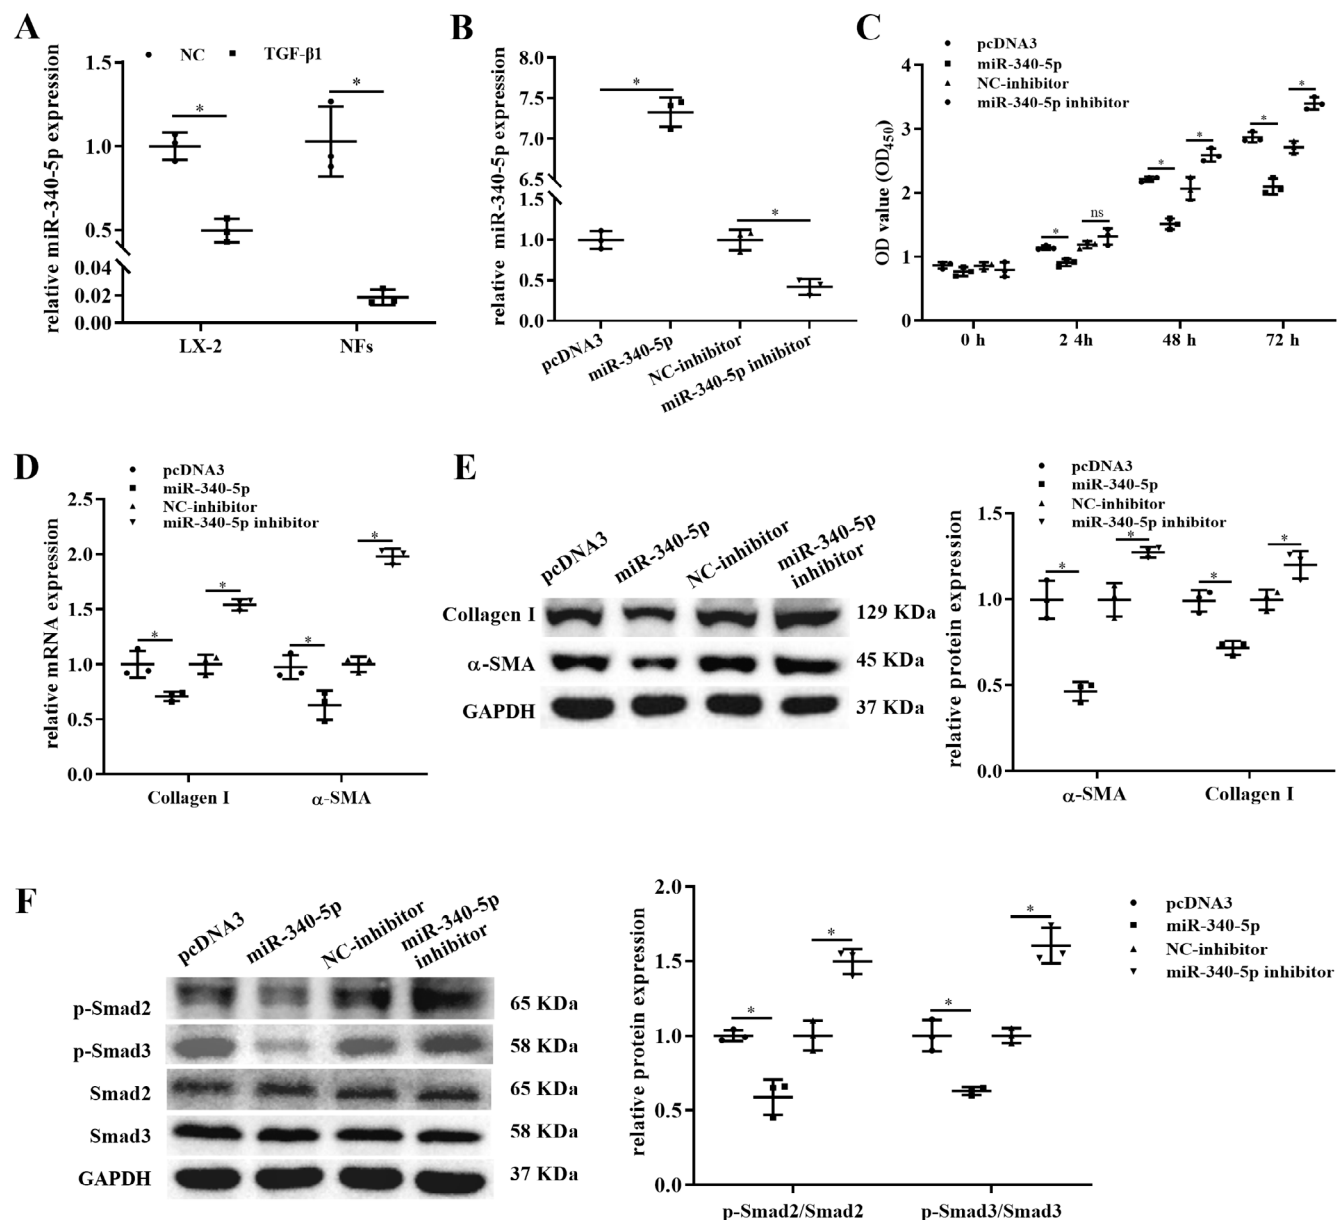 A
NC
TGF-β1
relative miR-340-5p expression
1.5
1.0
0.5
0.04
0.02
0.00
*
*
LX-2
NFs
B
relative miR-340-5p expression
8.0
7.5
7.0
6.5
1.5
1.0
0.5
0.0
*
*
pcDNA3
miR-340-5p
NC-inhibitor
miR-340-5p inhibitor
C
pcDNA3
miR-340-5p
NC-inhibitor
miR-340-5p inhibitor
OD value (OD450)
4
3
2
1
0
*
ns
*
*
*
*
0 h
2 4h
48 h
72 h
D
pcDNA3
miR-340-5p
NC-inhibitor
miR-340-5p inhibitor
relative mRNA expression
2.5
2.0
1.5
1.0
0.5
0.0
*
*
*
*
Collagen I
α-SMA
E
pcDNA3
miR-340-5p
NC-inhibitor
miR-340-5p
inhibitor
Collagen I
129 KDa
α-SMA
45 KDa
GAPDH
37 KDa
pcDNA3
miR-340-5p
NC-inhibitor
miR-340-5p inhibitor
relative protein expression
1.5
1.0
0.5
0.0
*
*
*
*
α-SMA
Collagen I
F
pcDNA3
miR-340-5p
NC-inhibitor
miR-340-5p
inhibitor
p-Smad2
65 KDa
p-Smad3
58 KDa
Smad2
65 KDa
Smad3
58 KDa
GAPDH
37 KDa
relative protein expression
2.0
1.5
1.0
0.5
0.0
*
*
*
*
p-Smad2/Smad2
p-Smad3/Smad3
pcDNA3
miR-340-5p
NC-inhibitor
miR-340-5p inhibitor